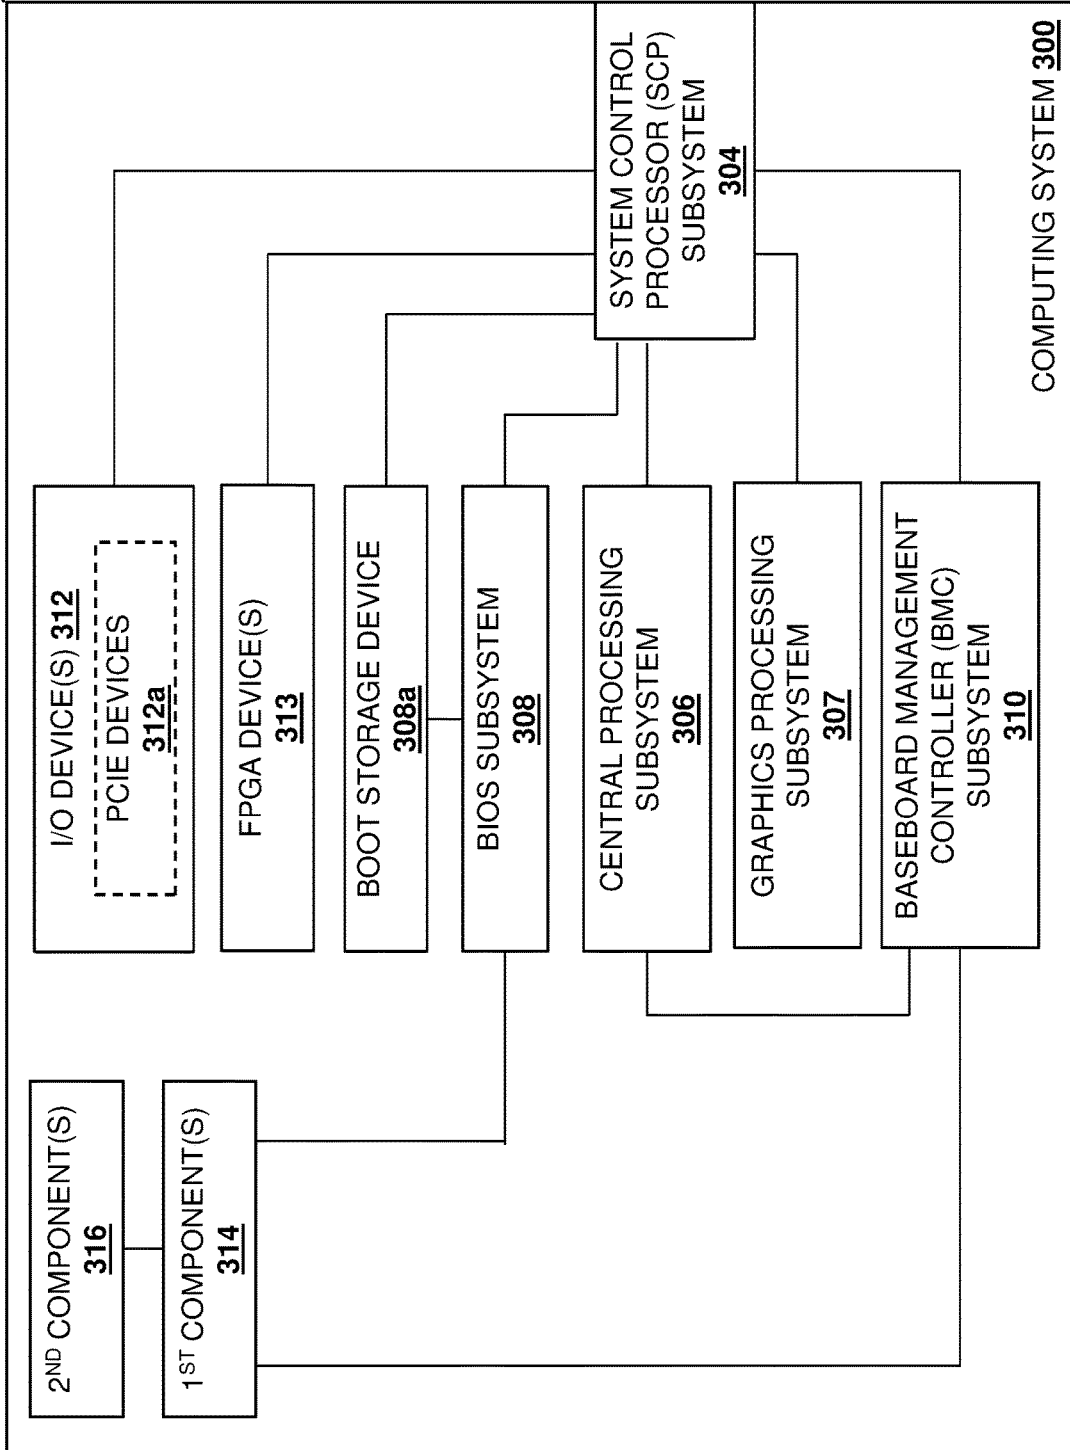 COMPUTING SYSTEM 300
SYSTEM CONTROL
PROCESSOR (SCP)
SUBSYSTEM
304
I/O DEVICE(S) 312
PCIE DEVICES
312a
FPGA DEVICE(S)
313
BOOT STORAGE DEVICE
308a
BIOS SUBSYSTEM
308
CENTRAL PROCESSING
SUBSYSTEM
306
GRAPHICS PROCESSING
SUBSYSTEM
307
BASEBOARD MANAGEMENT
CONTROLLER (BMC)
SUBSYSTEM
310
2ND COMPONENT(S)
316
1ST COMPONENT(S)
314